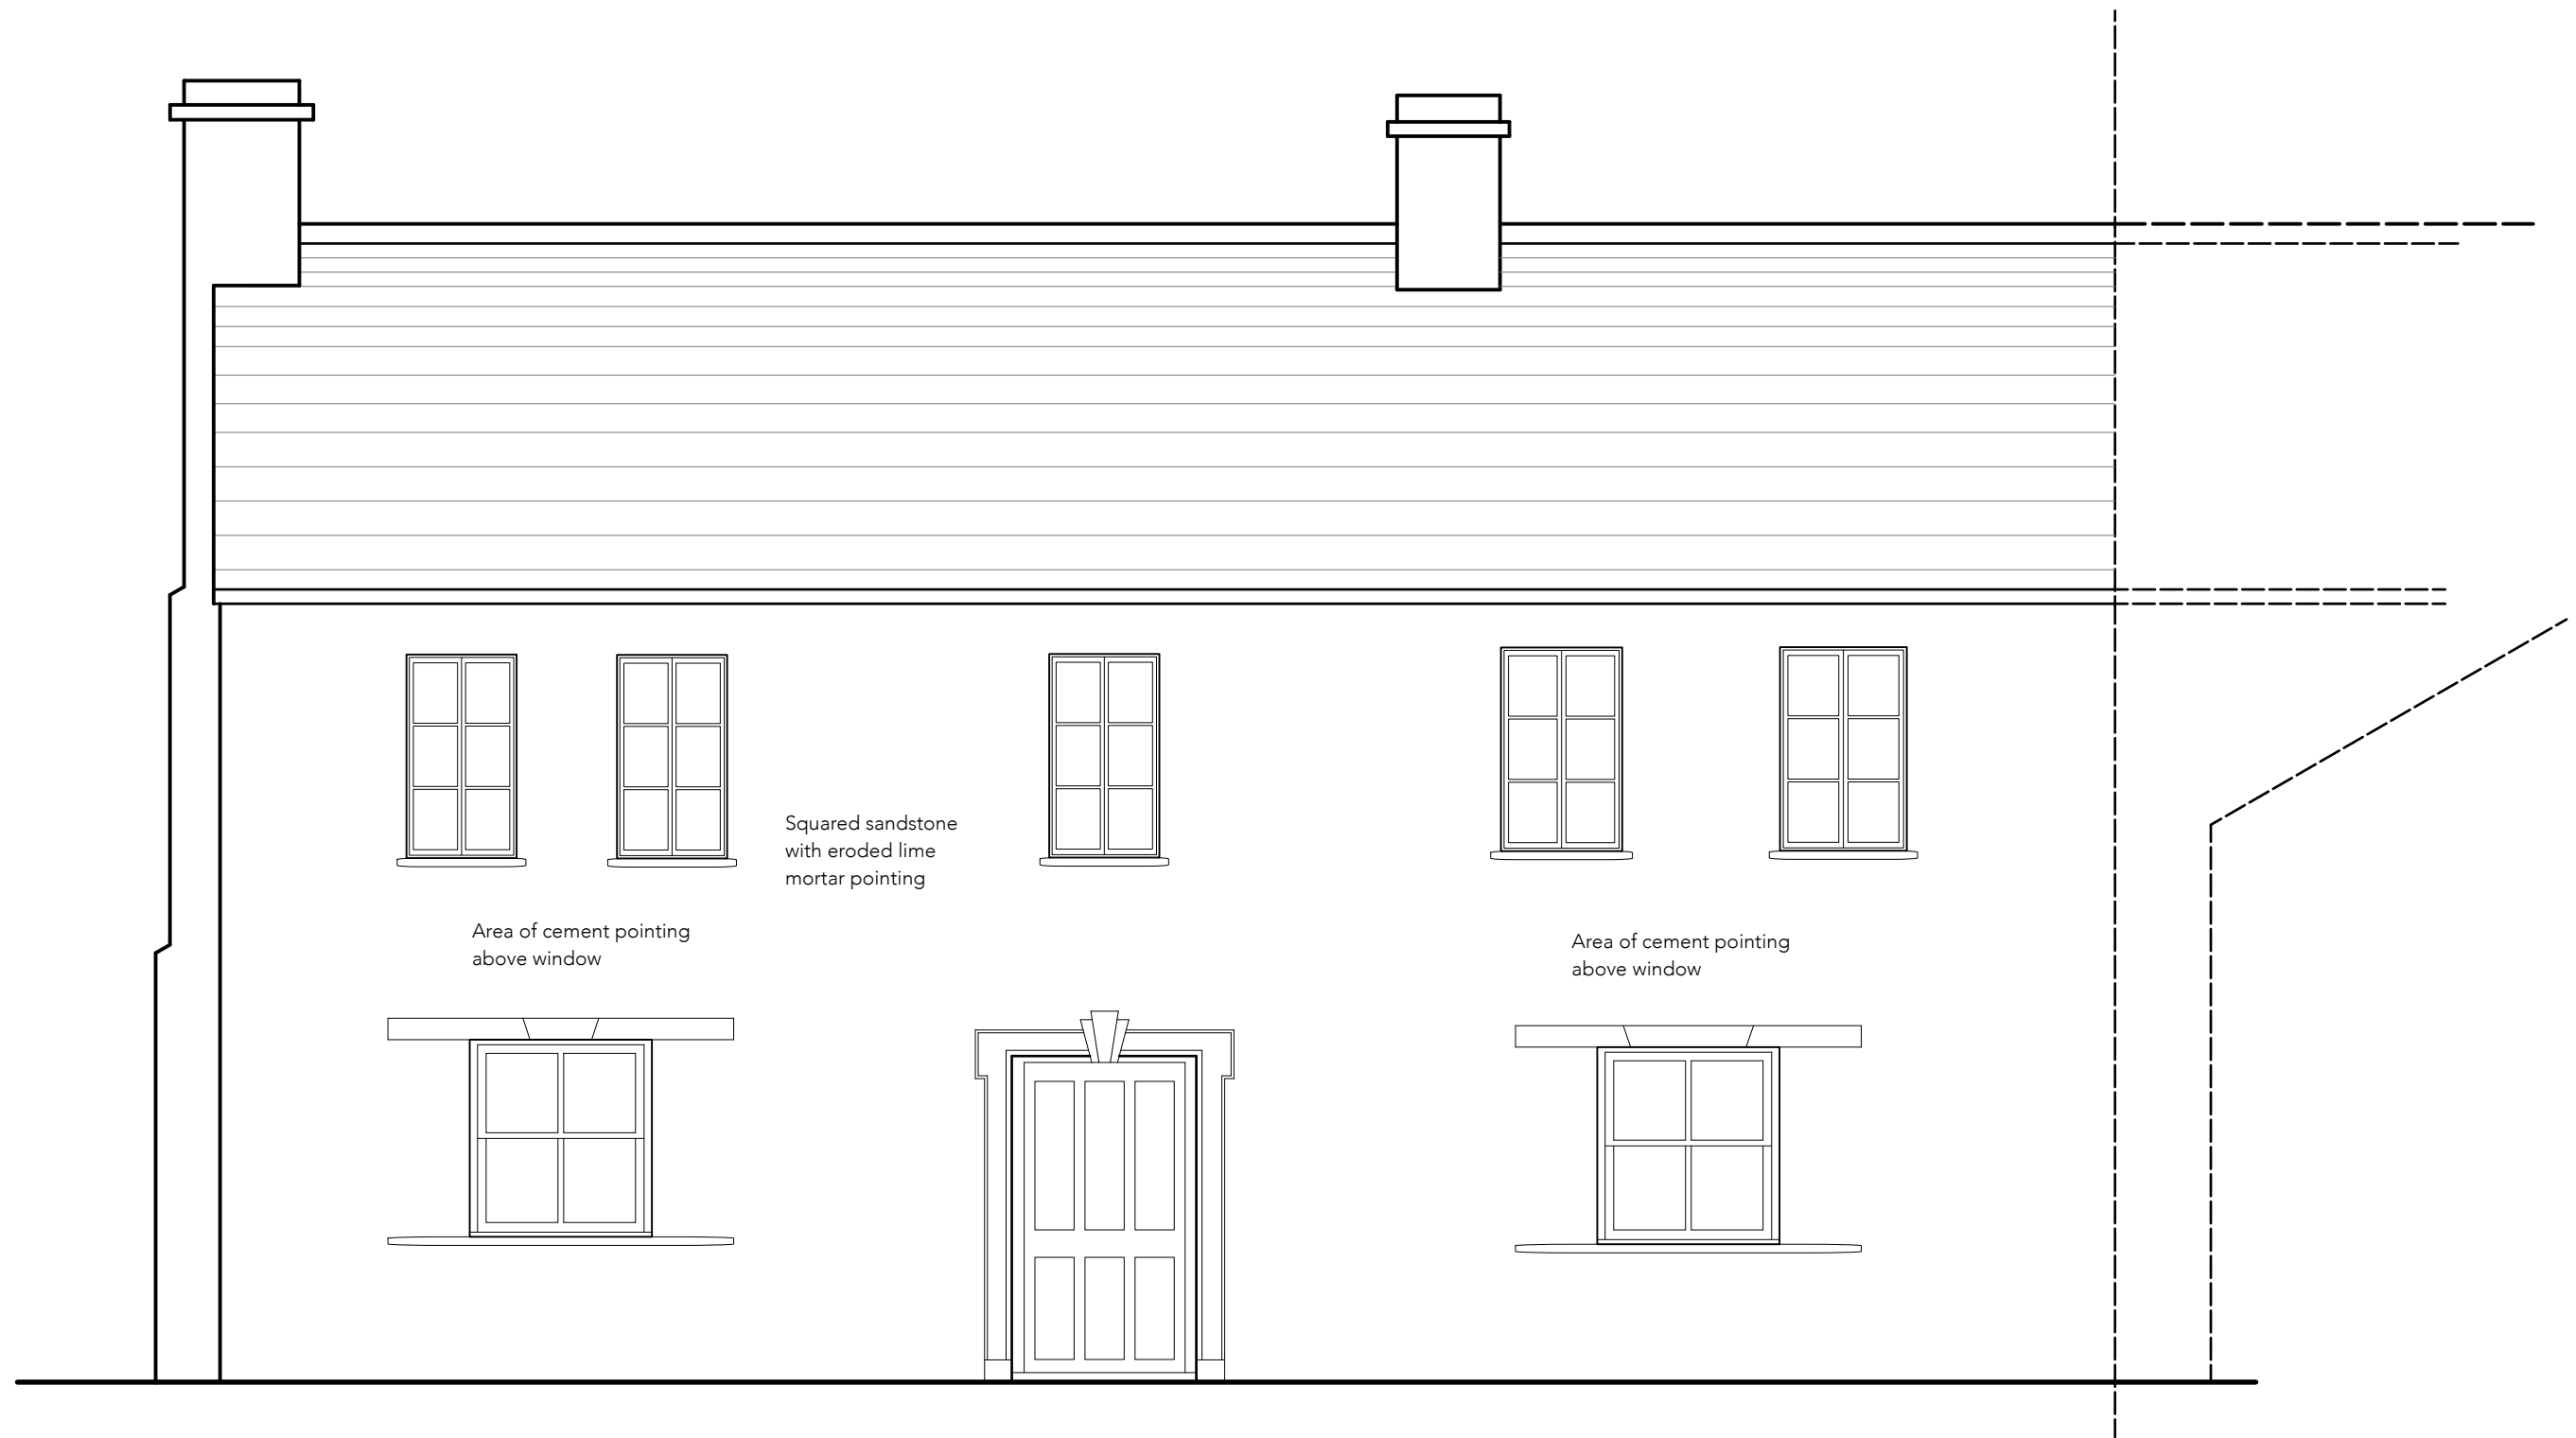 Squared sandstone
with eroded lime
mortar pointing
Area of cement pointing
above window
Area of cement pointing
above window